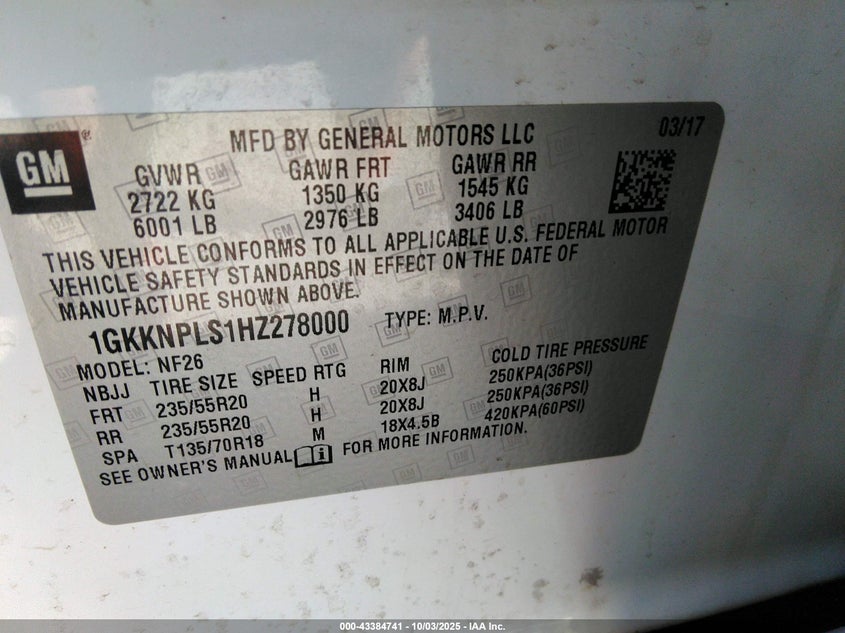 GM
MFD BY GENERAL MOTORS LLC 03/17
GVWR GAWR FRT GAWR RR
2722 KG 1350 KG 1545 KG
6001 LB 2976 LB 3406 LB
THIS VEHICLE CONFORMS TO ALL APPLICABLE U.S. FEDERAL MOTOR
VEHICLE SAFETY STANDARDS IN EFFECT ON THE DATE OF
MANUFACTURE SHOWN ABOVE.
1GKKNPLS1HZ278000 TYPE: M.P.V.
MODEL: NF26
NBJJ TIRE SIZE SPEED RTG RIM COLD TIRE PRESSURE
FRT 235/55R20 H 20X8J 250KPA(36PSI)
RR 235/55R20 H 20X8J 250KPA(36PSI)
SPA T135/70R18 M 18X4.5B 420KPA(60PSI)
SEE OWNER'S MANUAL FOR MORE INFORMATION.
000-43384741 | 10/03/2025 - IAA Inc.